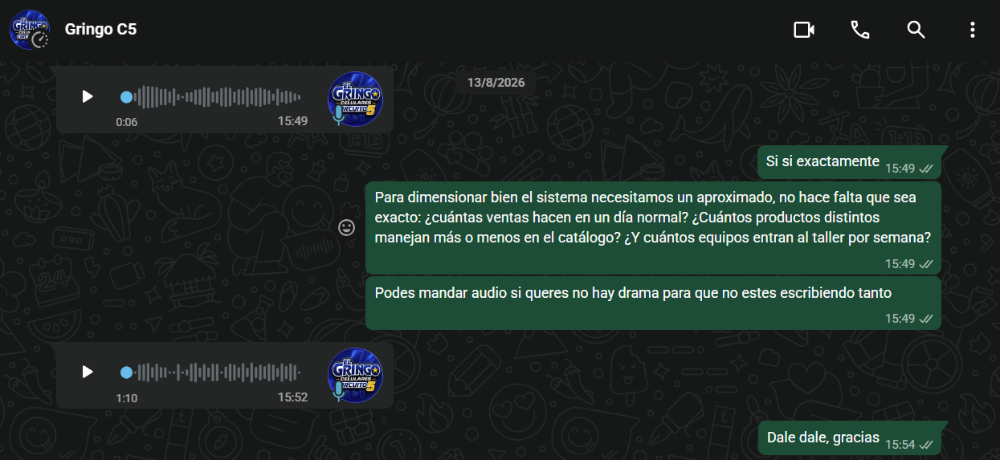 Gringo C5
13/8/2026
0:06
15:49
EL
GRINGO
CELULARES
CIRCUITO 5
Si si exactamente
15:49
Para dimensionar bien el sistema necesitamos un aproximado, no hace falta que sea
exacto: ¿cuántas ventas hacen en un día normal? ¿Cuántos productos distintos
manejan más o menos en el catálogo? ¿Y cuántos equipos entran al taller por semana?
15:49
Podes mandar audio si queres no hay drama para que no estes escribiendo tanto
15:49
1:10
15:52
EL
GRINGO
CELULARES
CIRCUITO 5
Dale dale, gracias
15:54